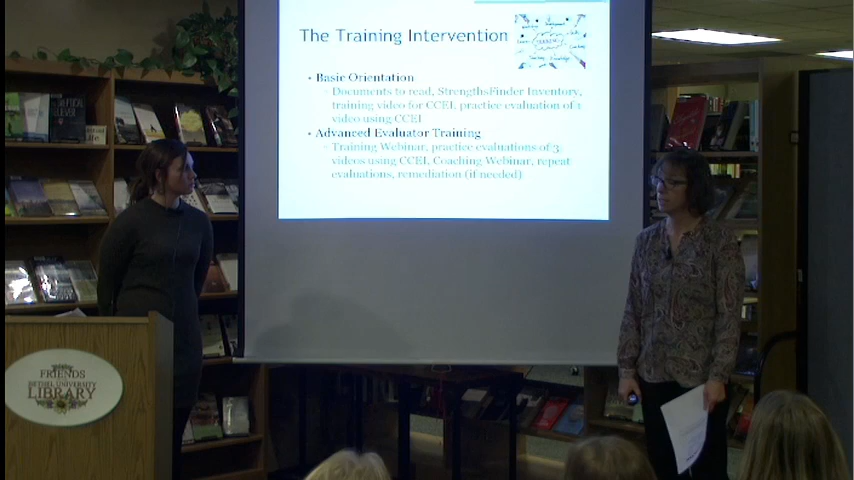 The Training Intervention
TRAINING
• Basic Orientation
– Documents to read, StrengthsFinder Inventory,
training video for CCEI, practice evaluation of 1
video using CCEI
• Advanced Evaluator Training
– Training Webinar, practice evaluations of 3
videos using CCEI, Coaching Webinar, repeat
evaluations, remediation (if needed)
FRIENDS
BETHEL UNIVERSITY
LIBRARY